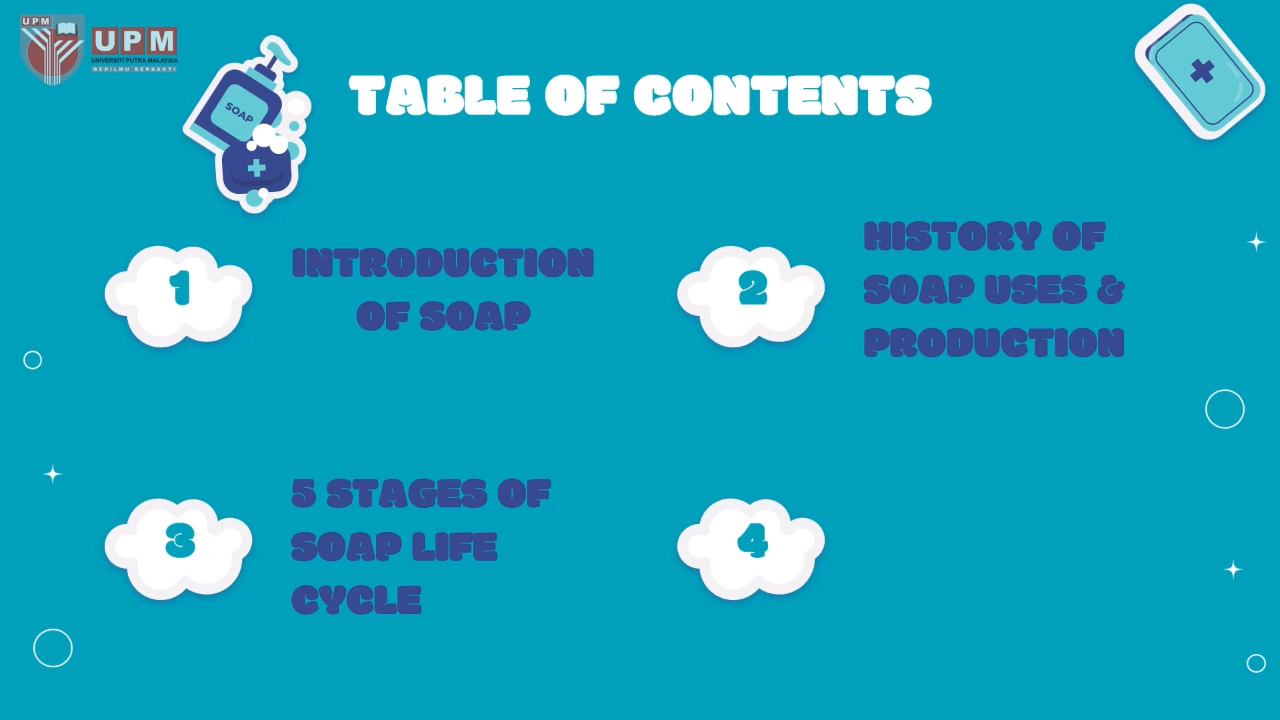 UPM
UPM
UNIVERSITI PUTRA MALAYSIA
BERILMU BERBAKTI
SOAP
TABLE OF CONTENTS
1
INTRODUCTION
OF SOAP
2
HISTORY OF
SOAP USES &
PRODUCTION
3
5 STAGES OF
SOAP LIFE
CYCLE
4